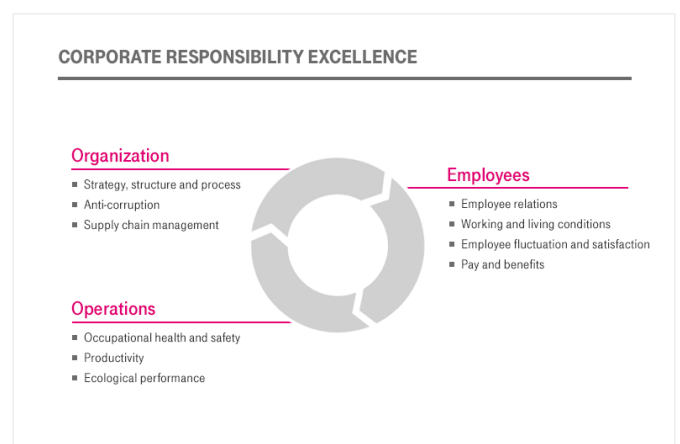 CORPORATE RESPONSIBILITY EXCELLENCE
Organization
Strategy, structure and process
Anti-corruption
Supply chain management
Employees
Employee relations
Working and living conditions
Employee fluctuation and satisfaction
Pay and benefits
Operations
Occupational health and safety
Productivity
Ecological performance